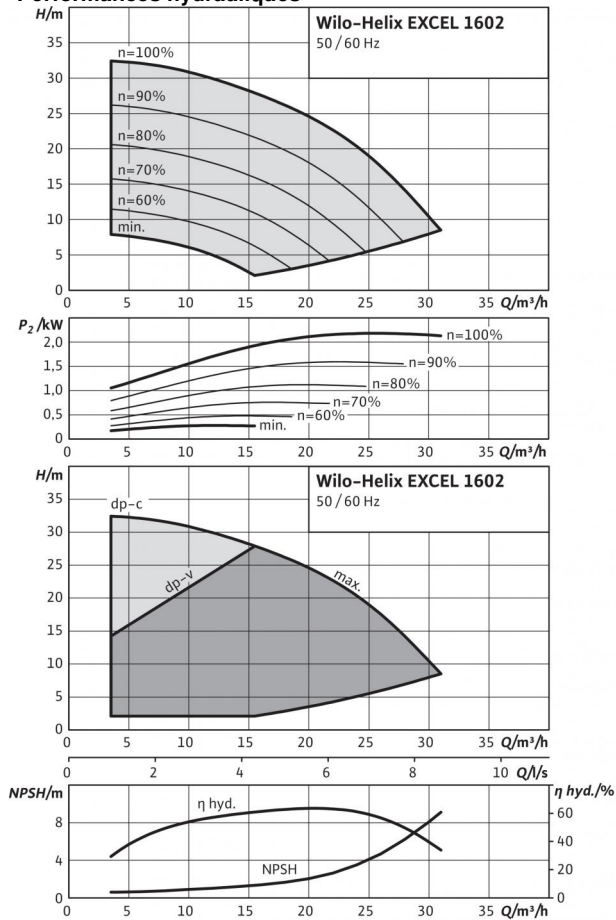 Performances hydrauliques
H/m
Wilo-Helix EXCEL 1602
50/60 Hz
35
n=100%
30
n=90%
25
n=80%
20
n=70%
15
n=60%
10
min.
5
0
0 5 10 15 20 25 30 35 Q/m³/h
P2/kW
2,0
n=100%
1,5
n=90%
1,0
n=80%
n=70%
0,5
n=60%
min.
0
0 5 10 15 20 25 30 35 Q/m³/h
H/m
Wilo-Helix EXCEL 1602
50/60 Hz
35
dp-c
30
25
dp-v
max.
20
15
10
5
0
0 5 10 15 20 25 30 35 Q/m³/h
0 2 4 6 8 10 Q/l/s
NPSH/m
η hyd./%
η hyd.
8
60
40
4
NPSH
20
0
0
0 5 10 15 20 25 30 35 Q/m³/h